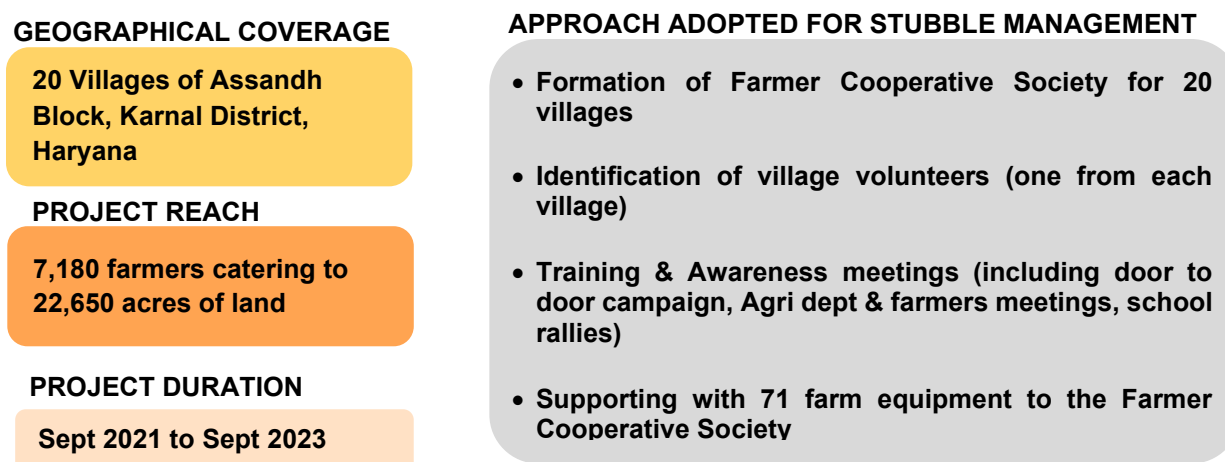 GEOGRAPHICAL COVERAGE
20 Villages of Assandh
Block, Karnal District,
Haryana
PROJECT REACH
7,180 farmers catering to
22,650 acres of land
PROJECT DURATION
Sept 2021 to Sept 2023
APPROACH ADOPTED FOR STUBBLE MANAGEMENT
• Formation of Farmer Cooperative Society for 20
villages
• Identification of village volunteers (one from each
village)
• Training & Awareness meetings (including door to
door campaign, Agri dept & farmers meetings, school
rallies)
• Supporting with 71 farm equipment to the Farmer
Cooperative Society